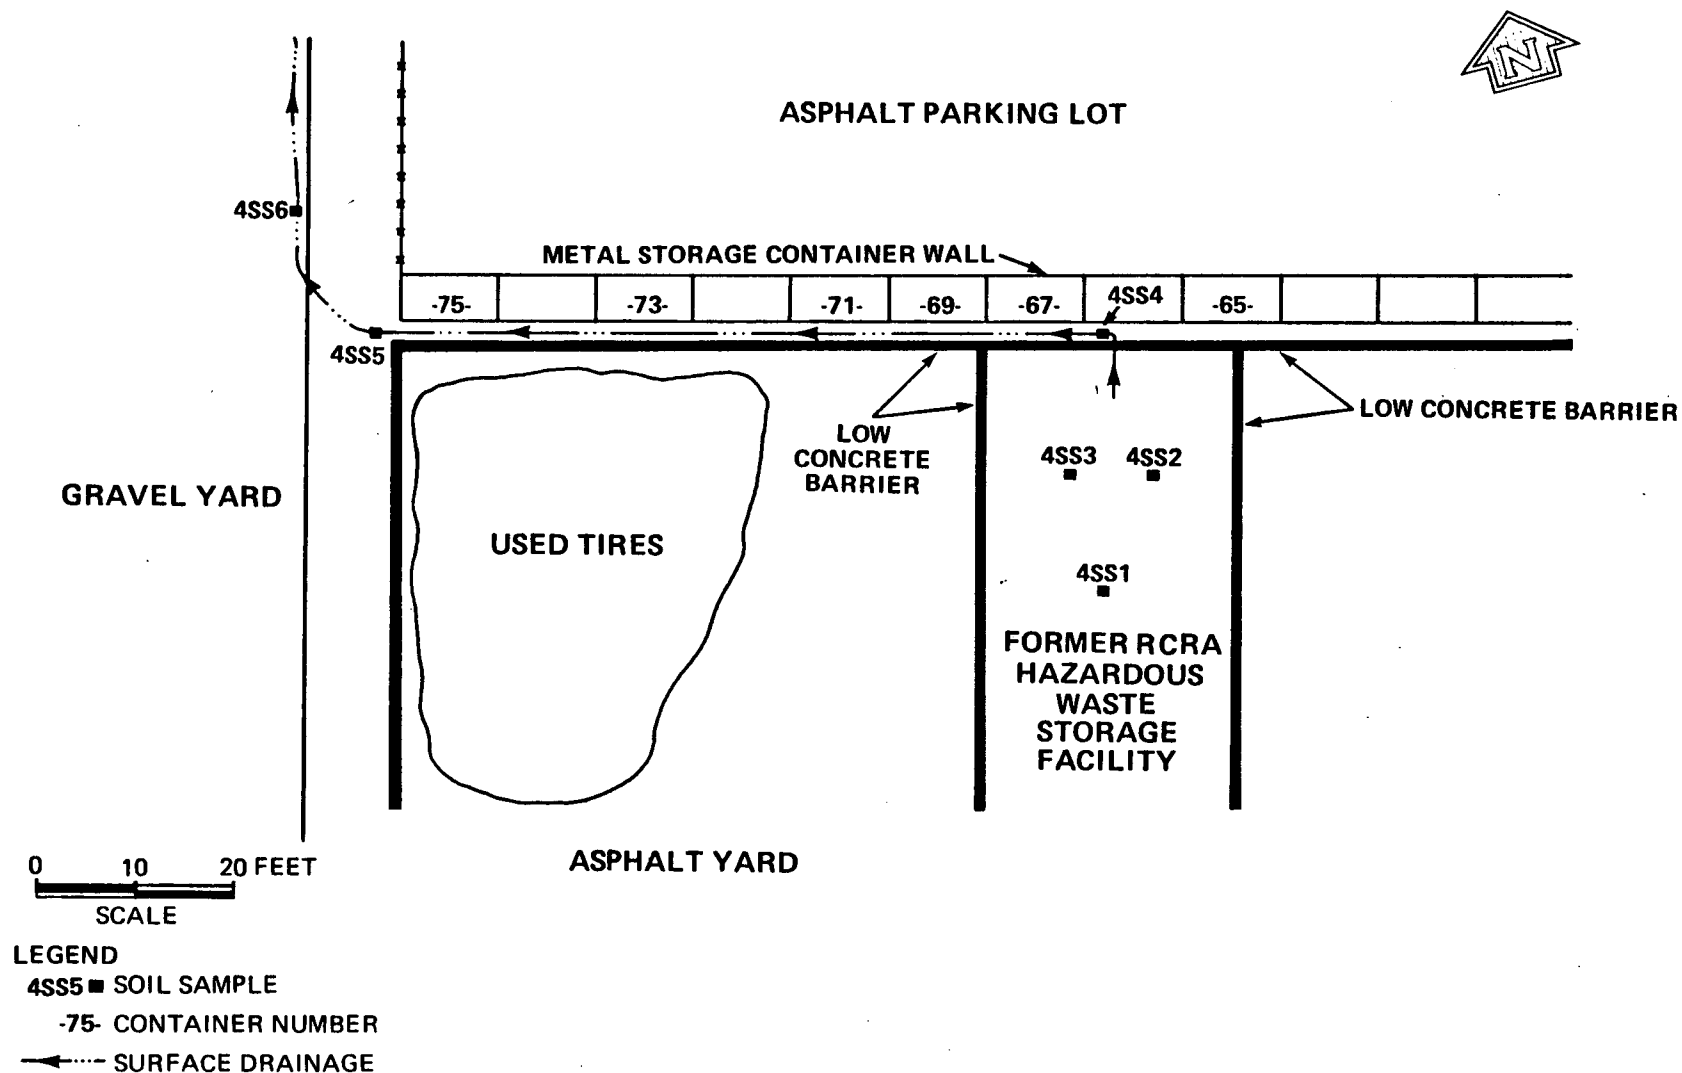 N
ASPHALT PARKING LOT
4SS6
METAL STORAGE CONTAINER WALL
-75-
-73-
-71-
-69-
-67-
4SS4
-65-
4SS5
LOW CONCRETE BARRIER
LOW
CONCRETE
BARRIER
4SS3
4SS2
GRAVEL YARD
USED TIRES
4SS1
FORMER RCRA
HAZARDOUS
WASTE
STORAGE
FACILITY
ASPHALT YARD
0 10 20 FEET
SCALE
LEGEND
4SS5 SOIL SAMPLE
-75- CONTAINER NUMBER
SURFACE DRAINAGE